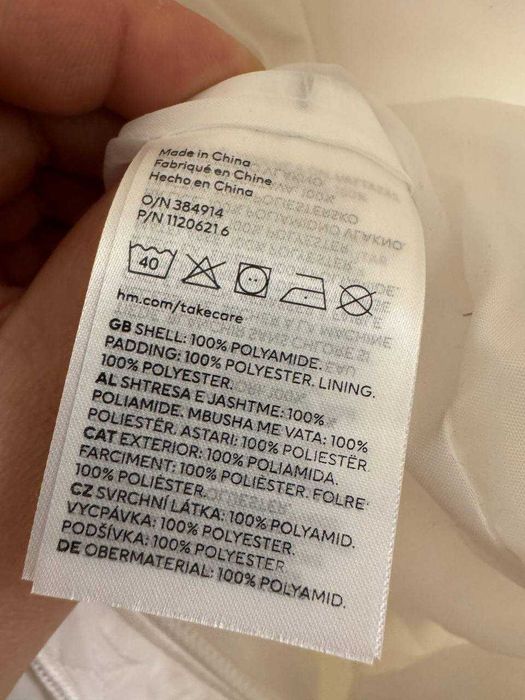 Made in China
Fabriqué en Chine
Hecho en China
O/N 384914
P/N 1120621 6
40
hm.com/takecare
GB SHELL: 100% POLYAMIDE.
PADDING: 100% POLYESTER. LINING.
100% POLYESTER.
AL SHTRESA E JASHTME: 100%
POLIAMIDE. MBUSHA ME VATA: 100%
POLIESTËR. ASTARI: 100% POLIESTËR
CAT EXTERIOR: 100% POLIAMIDA.
FARCIMENT: 100% POLIÈSTER. FOLRE:
100% POLIÈSTER.
CZ SVRCHNÍ LÁTKA: 100% POLYAMID.
VYCPÁVKA: 100% POLYESTER.
PODŠÍVKA: 100% POLYESTER
DE OBERMATERIAL: 100% POLYAMID.